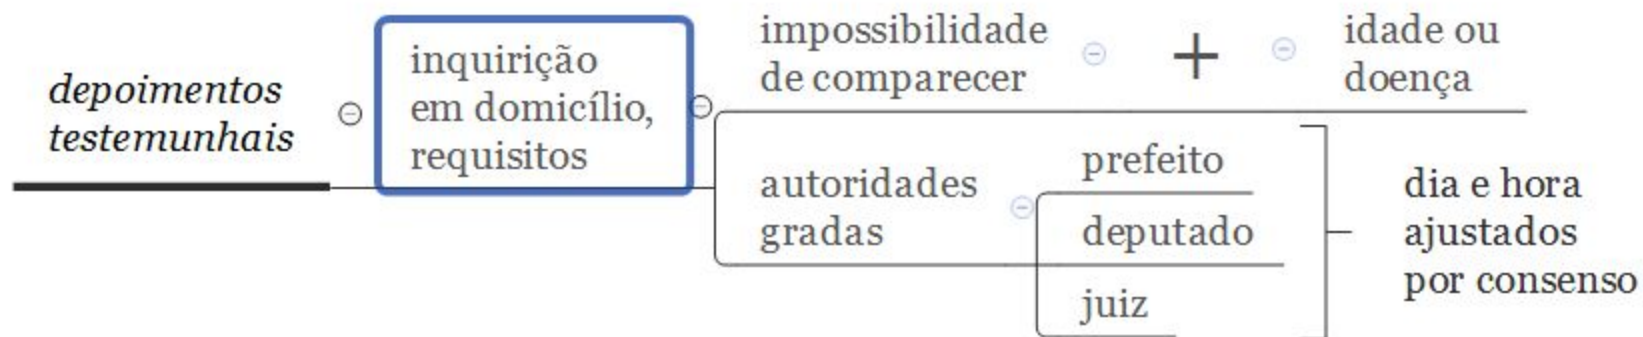 depoimentos
testemunhais
inquirição
em domicílio,
requisitos
impossibilidade
de comparecer
+
idade ou
doença
autoridades
gradas
prefeito
deputado
juiz
dia e hora
ajustados
por consenso